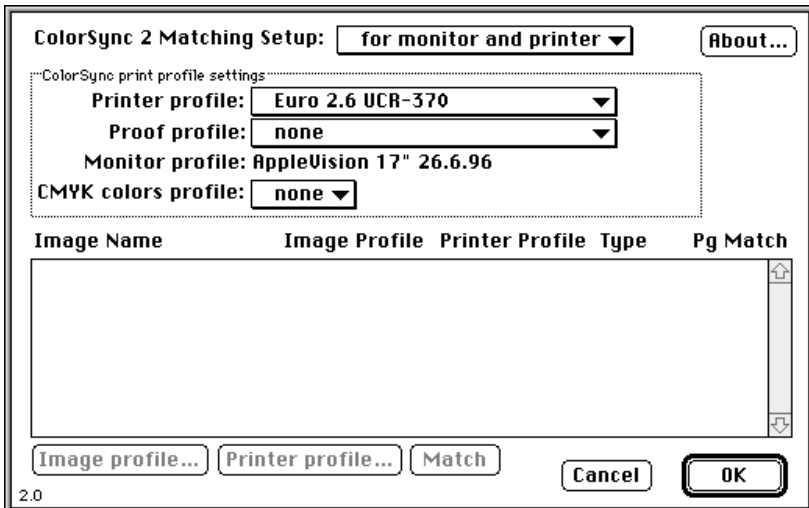 ColorSync 2 Matching Setup: for monitor and printer About...
ColorSync print profile settings
Printer profile: Euro 2.6 UCR-370
Proof profile: none
Monitor profile: AppleVision 17" 26.6.96
CMYK colors profile: none
Image Name Image Profile Printer Profile Type Pg Match
Image profile... Printer profile... Match Cancel OK
2.0